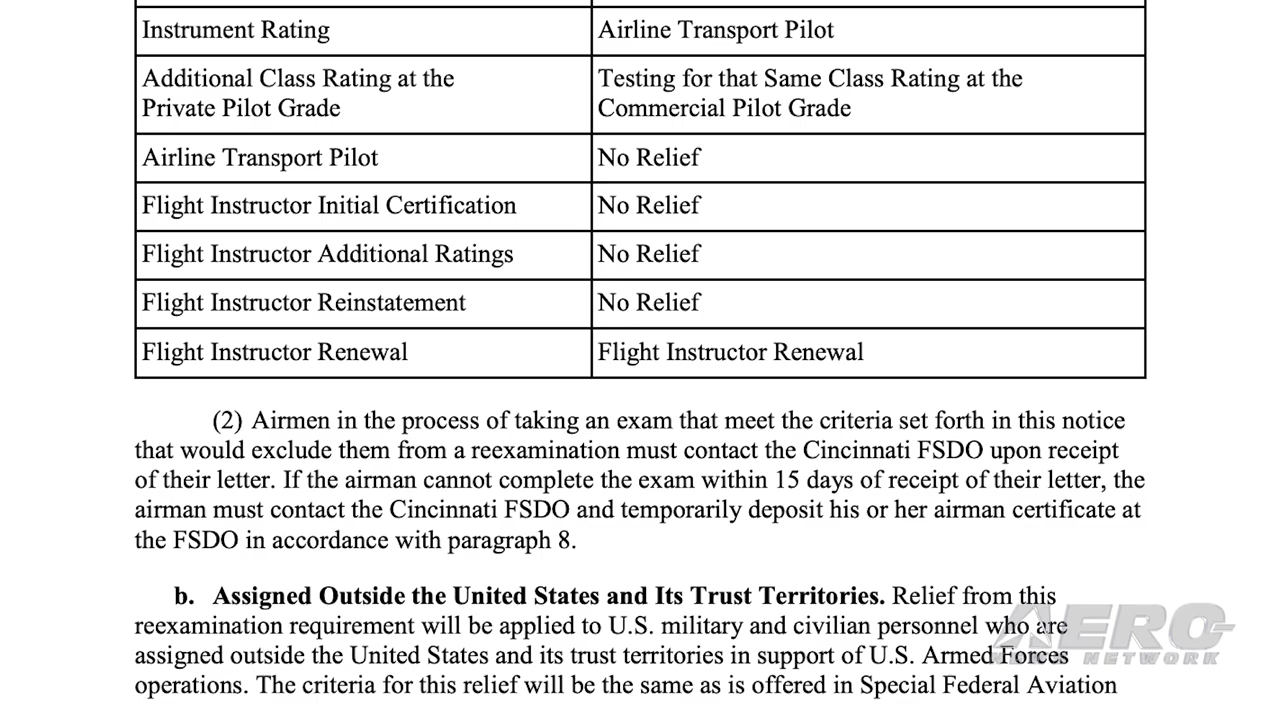 Instrument Rating
Airline Transport Pilot
Additional Class Rating at the
Private Pilot Grade
Testing for that Same Class Rating at the
Commercial Pilot Grade
Airline Transport Pilot
No Relief
Flight Instructor Initial Certification
No Relief
Flight Instructor Additional Ratings
No Relief
Flight Instructor Reinstatement
No Relief
Flight Instructor Renewal
Flight Instructor Renewal
(2) Airmen in the process of taking an exam that meet the criteria set forth in this notice
that would exclude them from a reexamination must contact the Cincinnati FSDO upon receipt
of their letter. If the airman cannot complete the exam within 15 days of receipt of their letter, the
airman must contact the Cincinnati FSDO and temporarily deposit his or her airman certificate at
the FSDO in accordance with paragraph 8.
b. Assigned Outside the United States and Its Trust Territories. Relief from this
reexamination requirement will be applied to U.S. military and civilian personnel who are
assigned outside the United States and its trust territories in support of U.S. Armed Forces
operations. The criteria for this relief will be the same as is offered in Special Federal Aviation
AERO
NETWORK